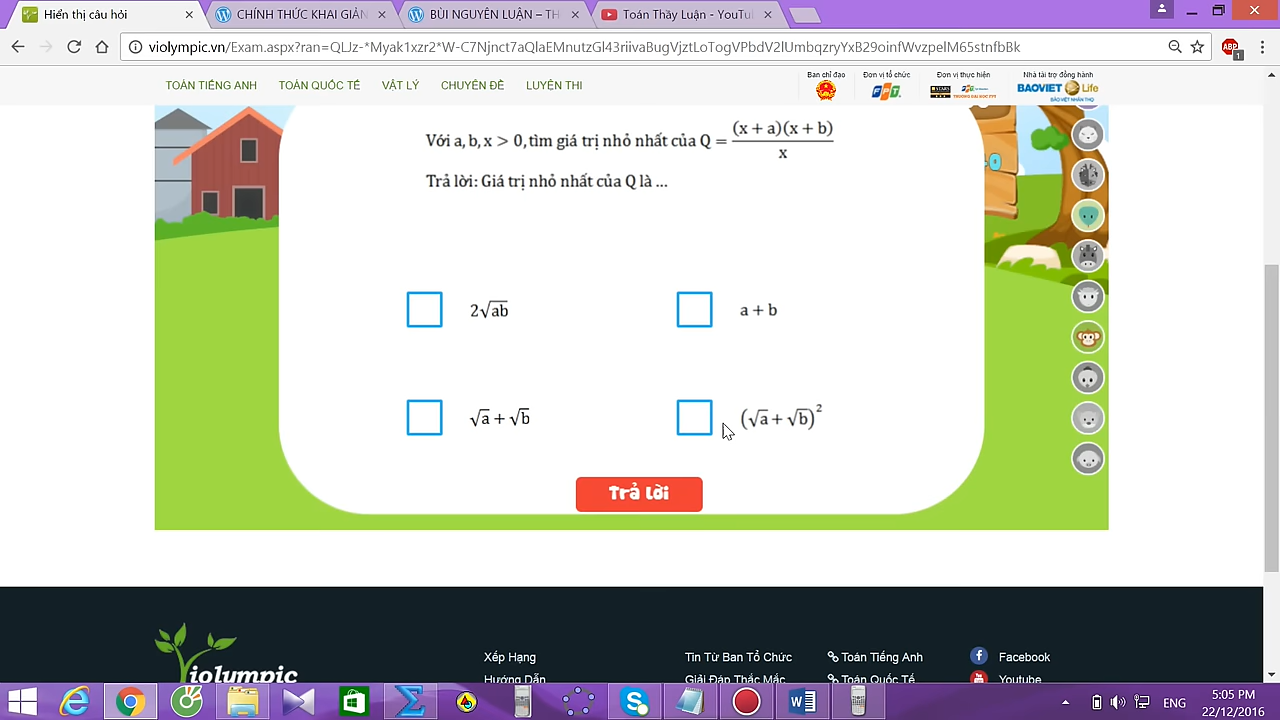 Hiển thị câu hỏi
CHÍNH THỨC KHAI GIẢN
BÙI NGUYÊN LUẬN – TH
Toán Thầy Luận - YouTu
violympic.vn/Exam.aspx?ran=
ABP
1
TOÁN TIẾNG ANH
TOÁN QUỐC TẾ
VẬT LÝ
CHUYÊN ĐỀ
LUYỆN THI
Ban chỉ đạo
Đơn vị tổ chức
Đơn vị thực hiện
Nhà tài trợ đồng hành
FPT
BAOVIET Life
Với a, b, x > 0, tìm giá trị nhỏ nhất của Q = (x + a)(x + b) / x
Trả lời: Giá trị nhỏ nhất của Q là ...
2√ab
a + b
√a + √b
(√a + √b)²
Trả lời
iolympic
Xếp Hạng
Tin Từ Ban Tổ Chức
Toán Tiếng Anh
Facebook
Hướng Dẫn
Giải Đáp Thắc Mắc
Toán Quốc Tế
Youtube
ENG
5:05 PM
22/12/2016